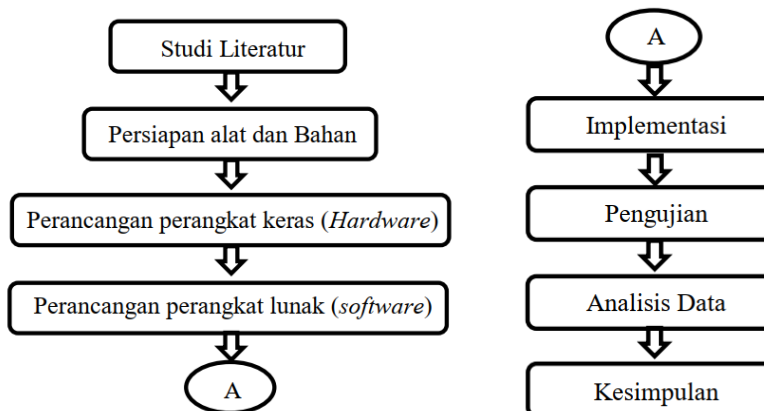 Studi Literatur
Persiapan alat dan Bahan
Perancangan perangkat keras (Hardware)
Perancangan perangkat lunak (software)
A
A
Implementasi
Pengujian
Analisis Data
Kesimpulan